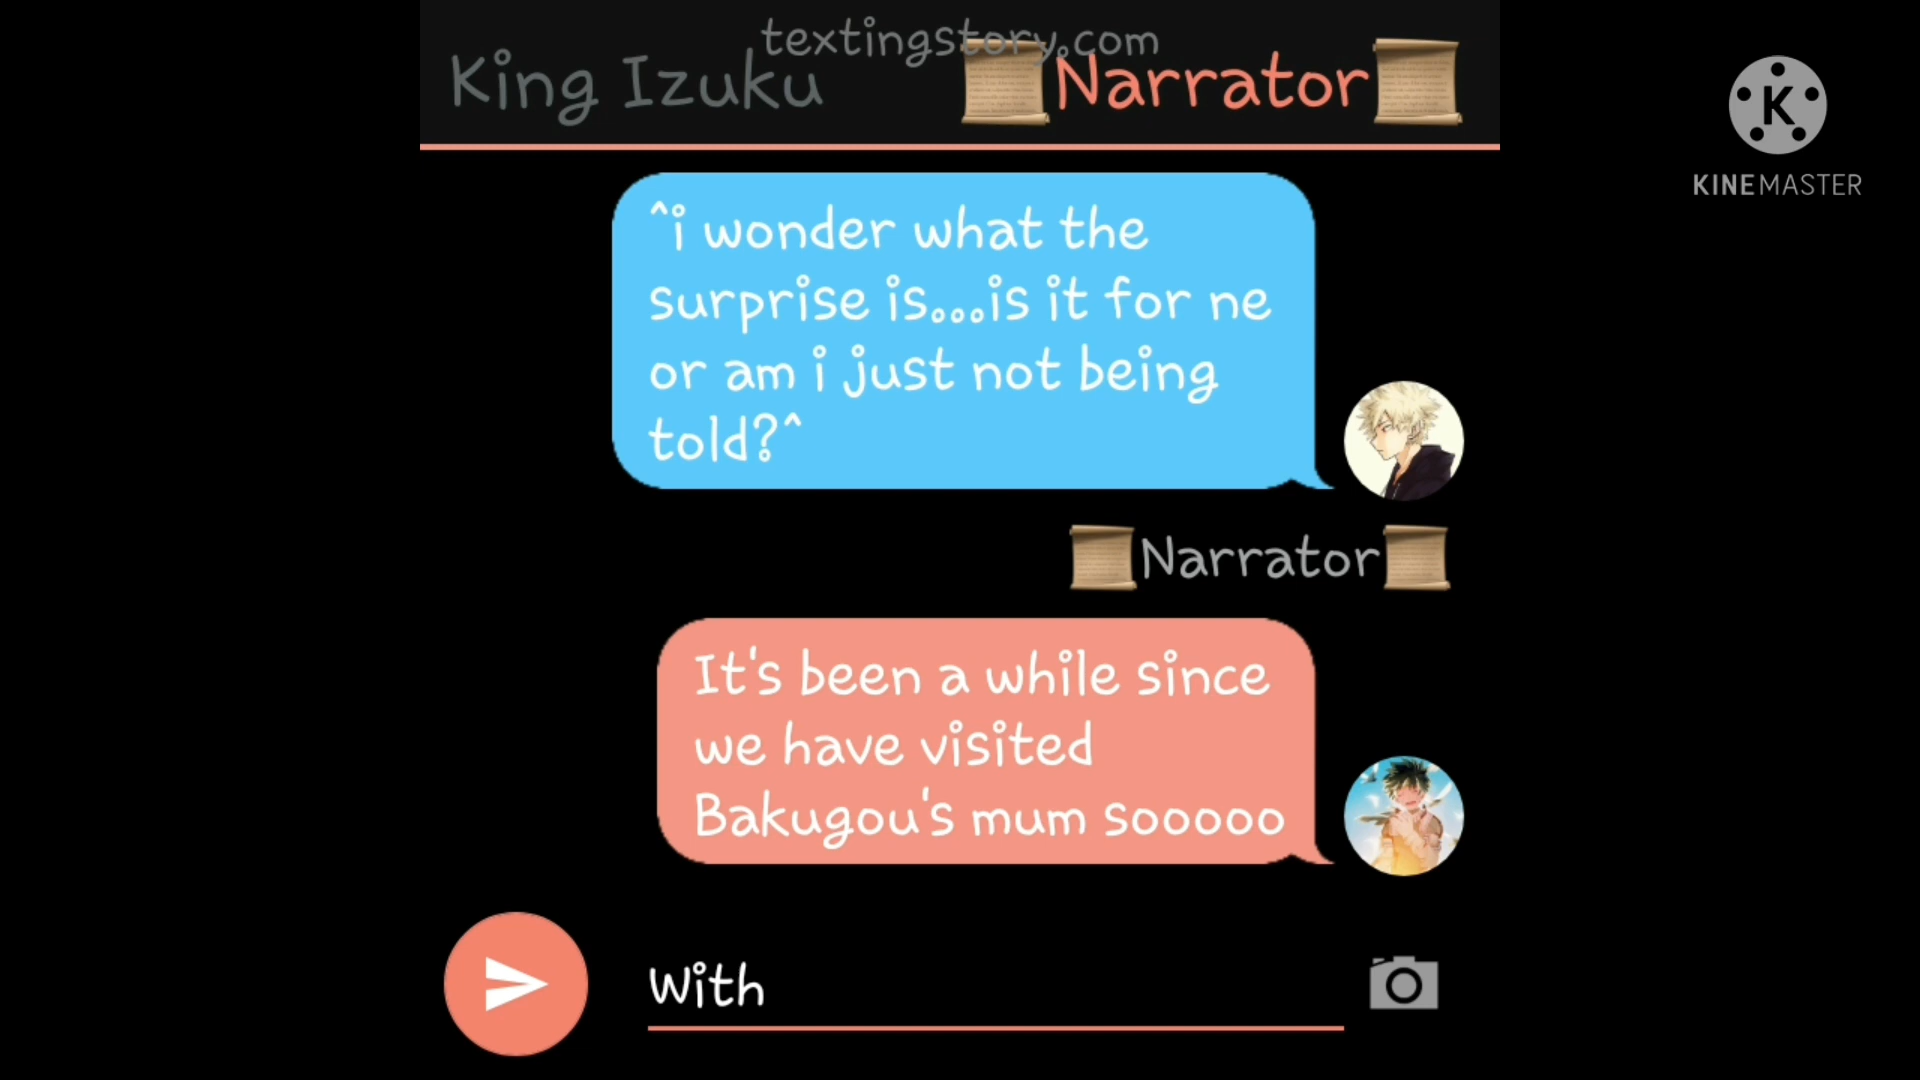 textingstory.com
King Izuku
Narrator
K
KINEMASTER
^i wonder what the
surprise is...is it for ne
or am i just not being
told?^
Narrator
It's been a while since
we have visited
Bakugou's mum sooooo
With